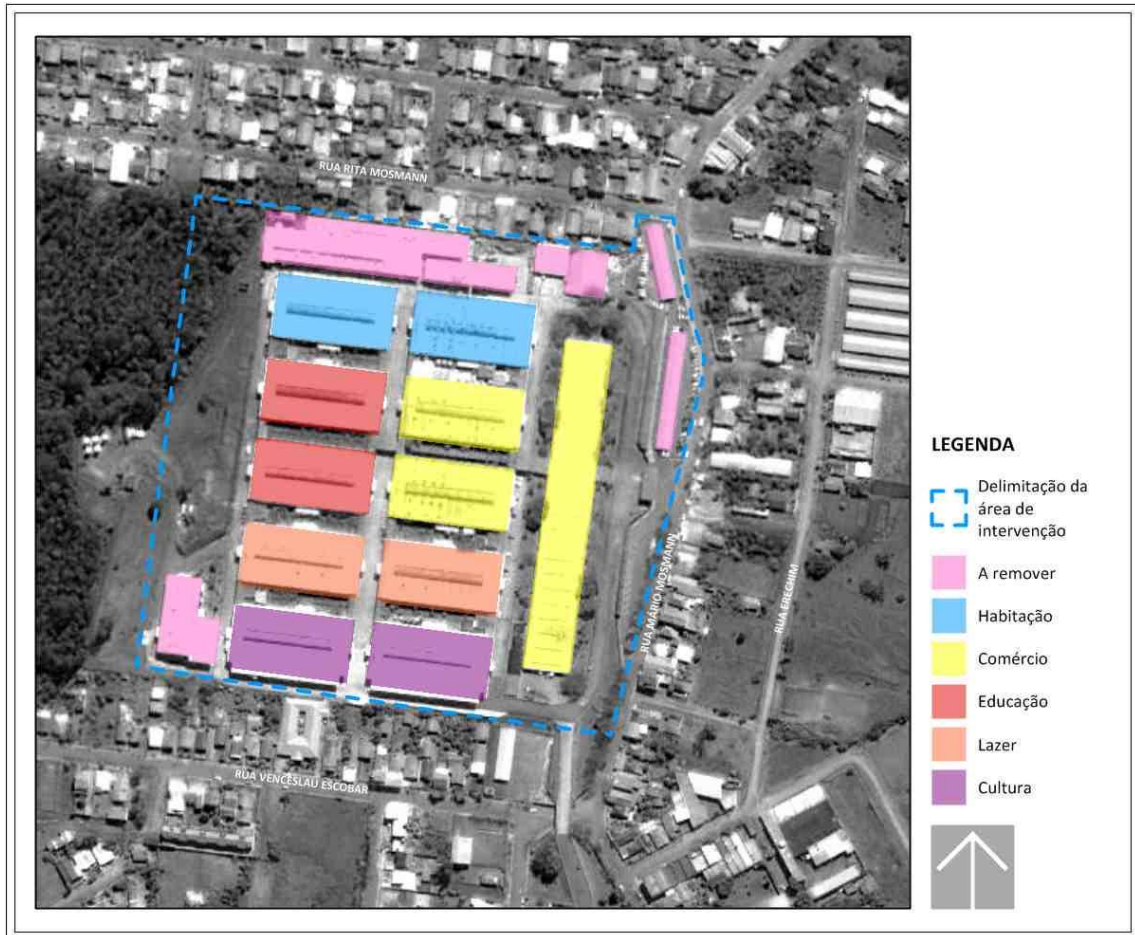 RUA RITA MOSMANN
RUA MÁRIO MOSMANN
RUA ERECHIM
RUA VENCESLAU ESCOBAR
LEGENDA
Delimitação da
área de
intervenção
A remover
Habitação
Comércio
Educação
Lazer
Cultura